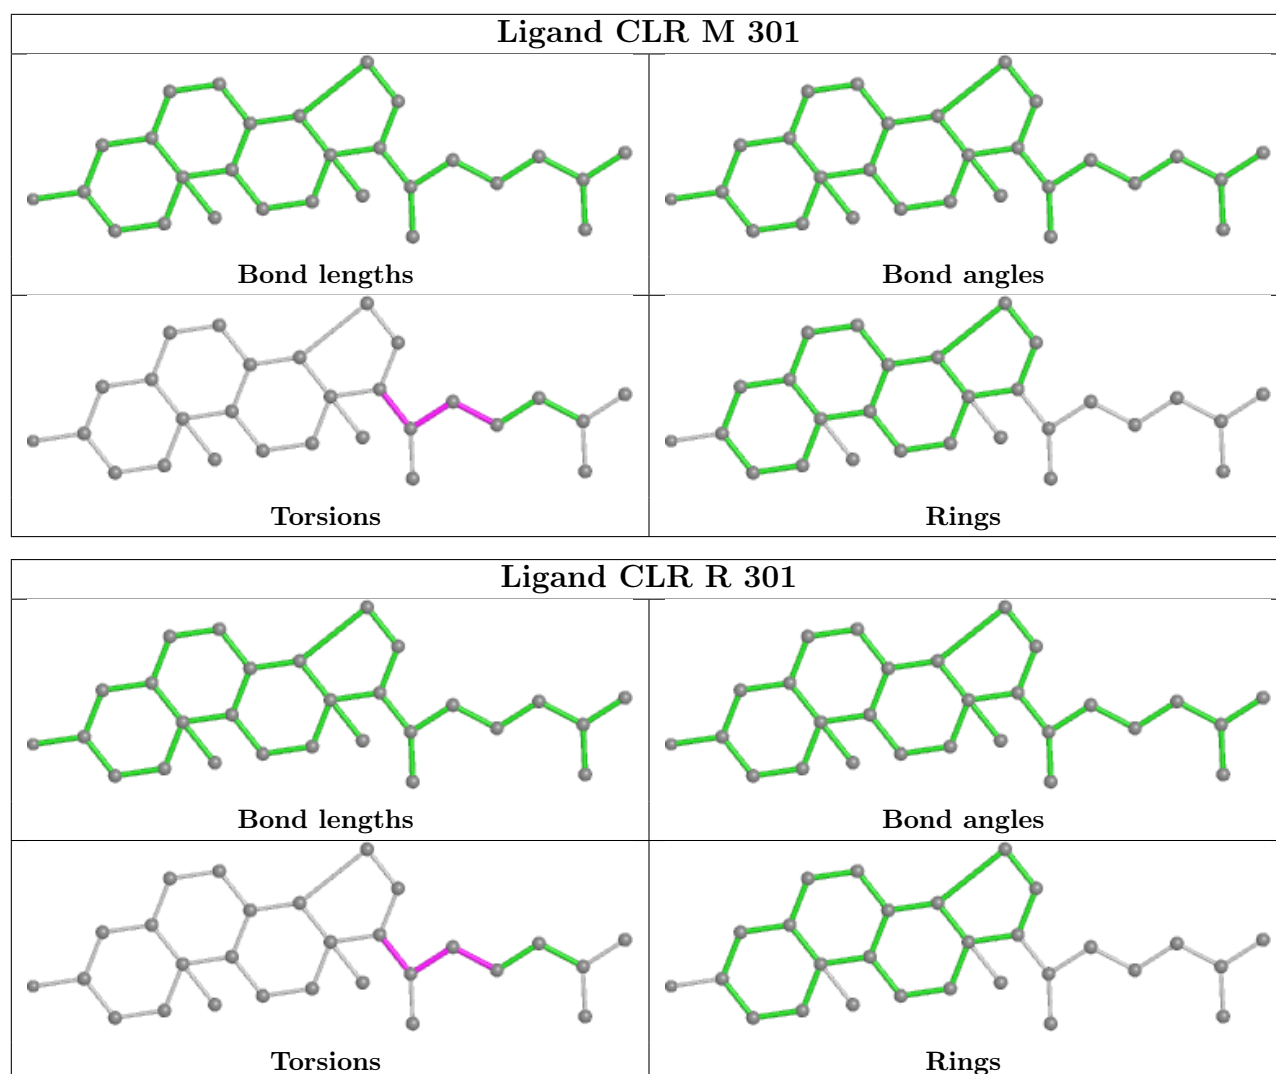 Ligand CLR M 301
Bond lengths
Bond angles
Torsions
Rings
Ligand CLR R 301
Bond lengths
Bond angles
Torsions
Rings